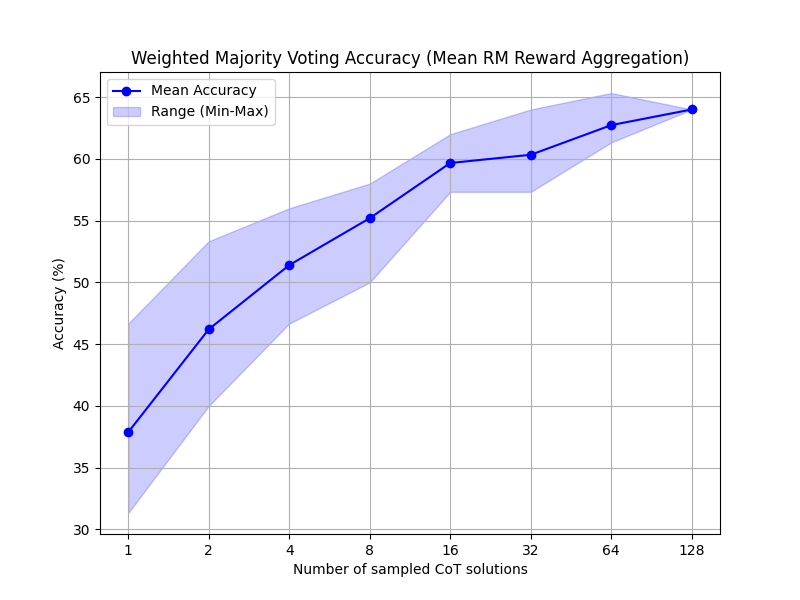 Weighted Majority Voting Accuracy (Mean RM Reward Aggregation)
Mean Accuracy
Range (Min-Max)
65
60
55
50
45
40
35
30
Accuracy (%)
1 2 4 8 16 32 64 128
Number of sampled CoT solutions